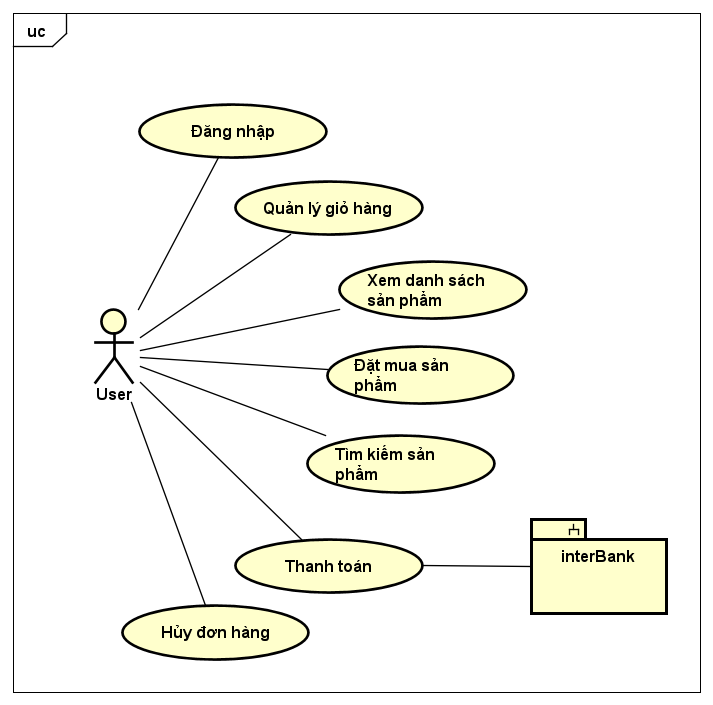 uc
Đăng nhập
Quản lý giỏ hàng
Xem danh sách
sản phẩm
Đặt mua sản
phẩm
User
Tìm kiếm sản
phẩm
interBank
Thanh toán
Hủy đơn hàng